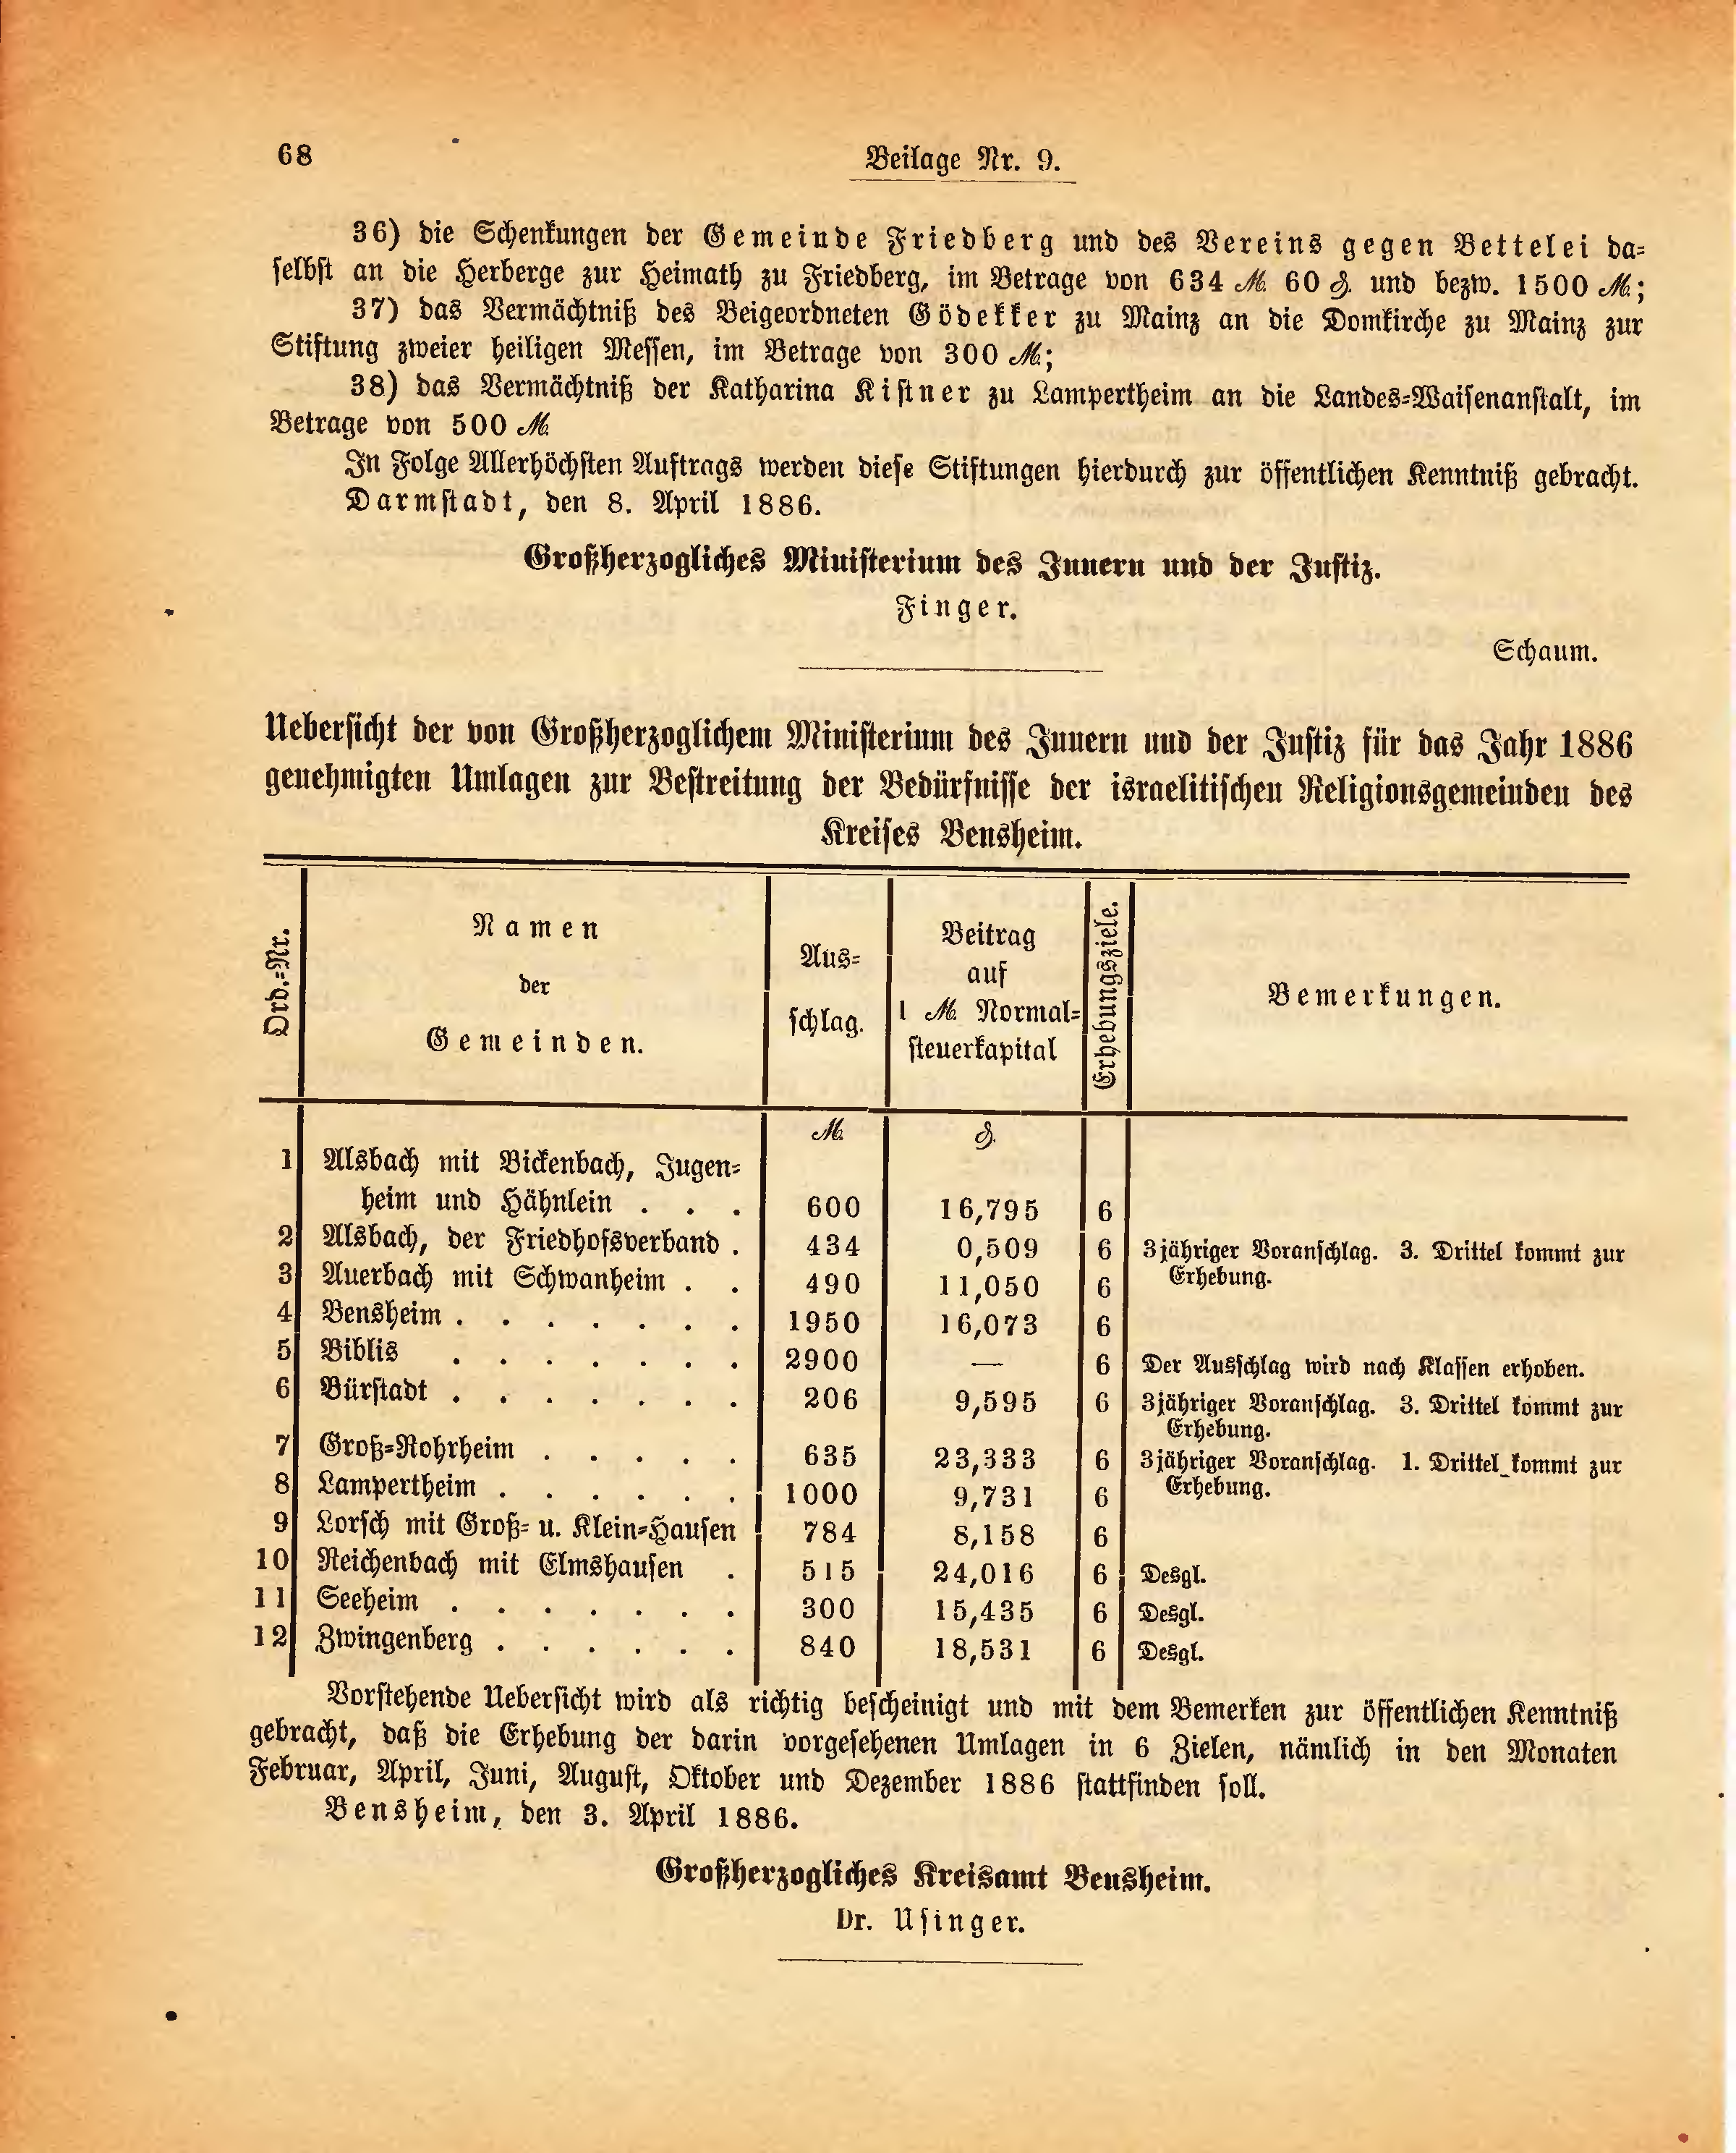 68
Beilage Nr. 9.
36) die Schenkungen der Gemeinde Friedberg und des Vereins gegen Bettelei da-
selbst an die Herberge zur Heimath zu Friedberg, im Betrage von 634 ℳ 60 ₰ und bezw. 1500 ℳ;
37) das Vermächtniß des Beigeordneten Gödekker zu Mainz an die Domkirche zu Mainz zur
Stiftung zweier heiligen Messen, im Betrage von 300 ℳ;
38) das Vermächtniß der Katharina Kistner zu Lampertheim an die Landes-Waisenanstalt, im
Betrage von 500 ℳ
In Folge Allerhöchsten Auftrags werden diese Stiftungen hierdurch zur öffentlichen Kenntniß gebracht.
Darmstadt, den 8. April 1886.
Großherzogliches Ministerium des Innern und der Justiz.
Finger.
Schaum.
Uebersicht der von Großherzoglichem Ministerium des Innern und der Justiz für das Jahr 1886
genehmigten Umlagen zur Bestreitung der Bedürfnisse der israelitischen Religionsgemeinden des
Kreises Bensheim.
Ord.-Nr. | Namen der Gemeinden. | Aus-schlag. | Beitrag auf 1 ℳ Normal-steuerkapital | Erhebungsziele. | Bemerkungen.
ℳ ₰
1 Alsbach mit Bickenbach, Jugen-
heim und Hähnlein . . . 600 16,795 6
2 Alsbach, der Friedhofsverband . 434 0,509 6 3jähriger Voranschlag. 3. Drittel kommt zur
Erhebung.
3 Auerbach mit Schwanheim . . 490 11,050 6
4 Bensheim . . . . . . . 1950 16,073 6
5 Biblis . . . . . . . 2900 — 6 Der Ausschlag wird nach Klassen erhoben.
6 Bürstadt . . . . . . . 206 9,595 6 3jähriger Voranschlag. 3. Drittel kommt zur
Erhebung.
7 Groß-Rohrheim . . . . . 635 23,333 6 3jähriger Voranschlag. 1. Drittel kommt zur
Erhebung.
8 Lampertheim . . . . . . 1000 9,731 6
9 Lorsch mit Groß- u. Klein-Hausen 784 8,158 6
10 Reichenbach mit Elmshausen . 515 24,016 6 Desgl.
11 Seeheim . . . . . . . 300 15,435 6 Desgl.
12 Zwingenberg . . . . . . 840 18,531 6 Desgl.
Vorstehende Uebersicht wird als richtig bescheinigt und mit dem Bemerken zur öffentlichen Kenntniß
gebracht, daß die Erhebung der darin vorgesehenen Umlagen in 6 Zielen, nämlich in den Monaten
Februar, April, Juni, August, Oktober und Dezember 1886 stattfinden soll.
Bensheim, den 3. April 1886.
Großherzogliches Kreisamt Bensheim.
Dr. Usinger.